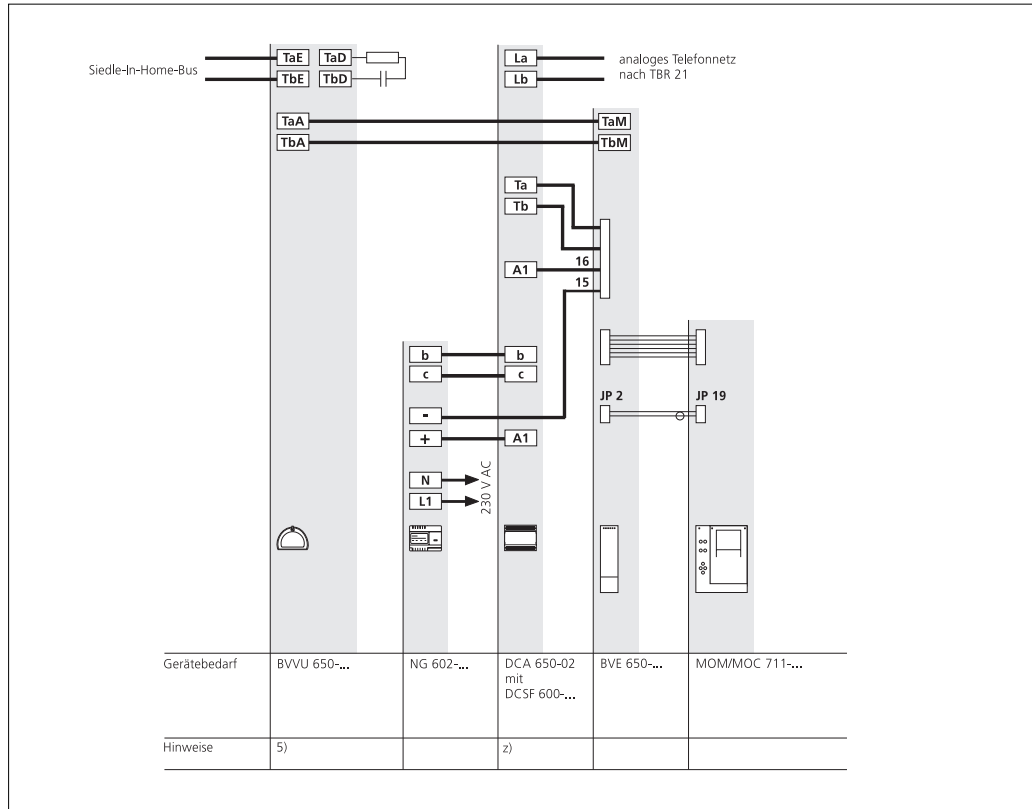 Siedle-In-Home-Bus
TaE TaD
TbE TbD
La
Lb
analoges Telefonnetz
nach TBR 21
TaA TaM
TbA TbM
Ta
Tb
A1 16
15
b b
c c
- JP 2 JP 19
+ A1
N
L1
230 V AC
Gerätebedarf BVVU 650-... NG 602-... DCA 650-02 BVE 650-... MOM/MOC 711-...
mit
DCSF 600-...
Hinweise 5) z)